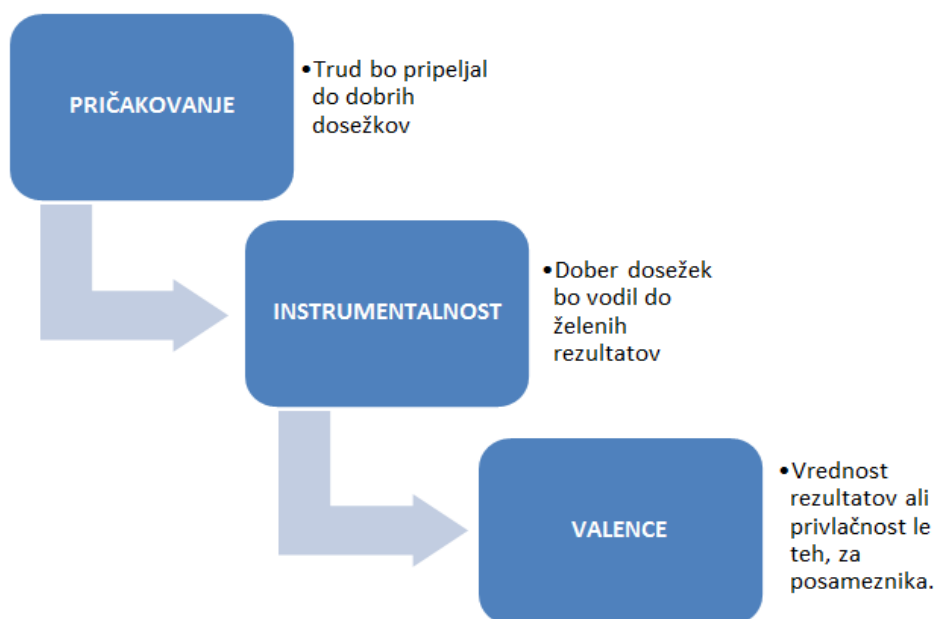 PRIČAKOVANJE
•Trud bo pripeljal
do dobrih
dosežkov
INSTRUMENTALNOST
•Dober dosežek
bo vodil do
želenih
rezultatov
VALENCE
•Vrednost
rezultatov ali
privlačnost le
teh, za
posameznika.